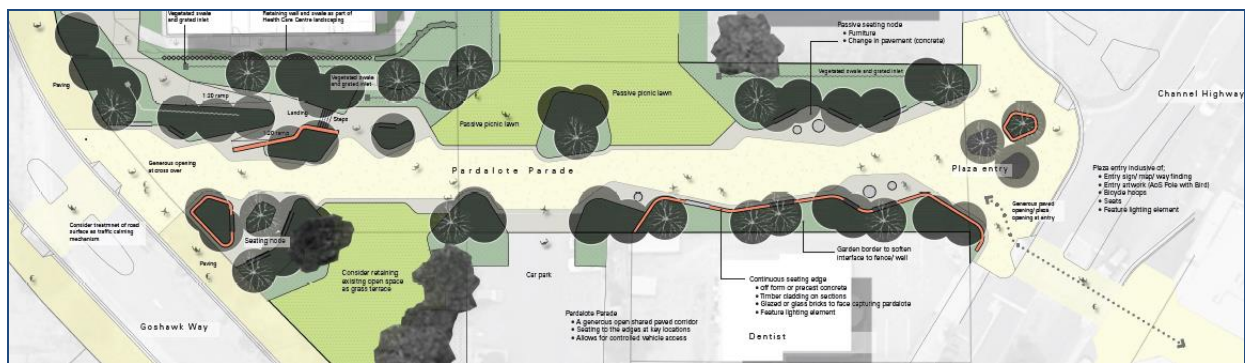 Vegetated swale
and grated inlet
Retaining wall and swale as part of
Health Care Centre landscaping
Paving
Vegetated swale
and grated inlet
1:20 ramp
Landing
Steps
1:20 ramp
Generous opening
at cross over
Passive picnic lawn
Passive picnic lawn
Passive seating node
• Furniture
• Change in pavement (concrete)
Vegetated swale and grated inlet
Channel Highway
Pardalote Parade
Plaza entry
Plaza entry inclusive of;
• Entry sign/ map/ way finding
• Entry artwork (AoS Pole with Bird)
• Bicycle hoops
• Seats
• Feature lighting element
Generous paved
opening/plaza
opening at entry
Consider treatmnet of road
surface as traffic calming
mechanism
Seating node
Paving
Goshawk Way
Consider retaining
exisitng open space
as grass terrace
Car park
Pardalote Parade
• A generous open shared paved corridor
• Seating to the edges at key locations
• Allows for controlled vehicle access
Garden border to soften
interface to fence/ wall
Continuous seating edge
• off form or precast concrete
• Timber cladding on sections
• Glazed or glass bricks to face capturing pardalote
• Feature lighting element
Dentist